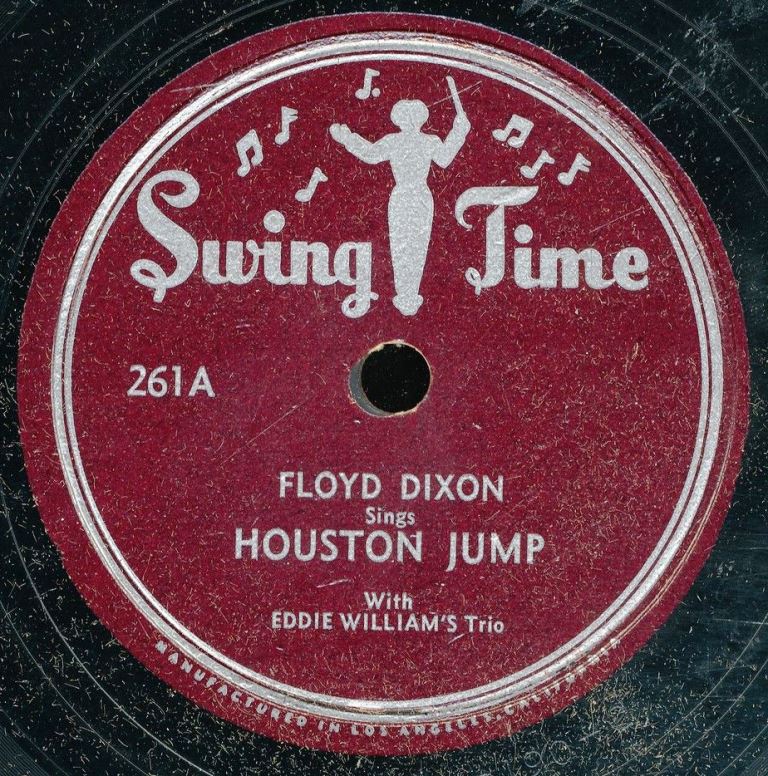 Swing Time
261A
FLOYD DIXON
Sings
HOUSTON JUMP
With
EDDIE WILLIAM'S Trio
MANUFACTURED IN LOS ANGELES, CALIFORNIA